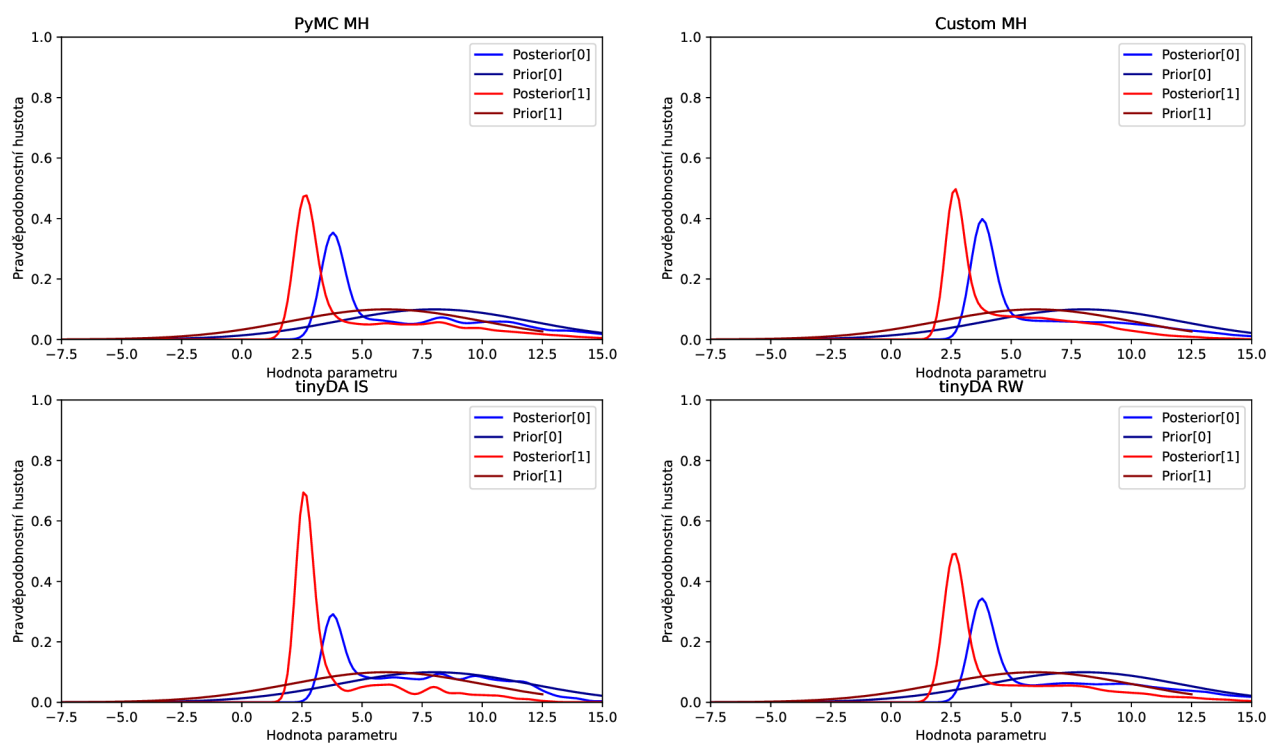 PyMC MH
1.0
0.8
0.6
0.4
0.2
0.0
Pravděpodobnostní hustota
Posterior[0]
Prior[0]
Posterior[1]
Prior[1]
−7.5 −5.0 −2.5 0.0 2.5 5.0 7.5 10.0 12.5 15.0
Hodnota parametru
Custom MH
1.0
0.8
0.6
0.4
0.2
0.0
Pravděpodobnostní hustota
Posterior[0]
Prior[0]
Posterior[1]
Prior[1]
−7.5 −5.0 −2.5 0.0 2.5 5.0 7.5 10.0 12.5 15.0
Hodnota parametru
tinyDA IS
1.0
0.8
0.6
0.4
0.2
0.0
Pravděpodobnostní hustota
Posterior[0]
Prior[0]
Posterior[1]
Prior[1]
−7.5 −5.0 −2.5 0.0 2.5 5.0 7.5 10.0 12.5 15.0
Hodnota parametru
tinyDA RW
1.0
0.8
0.6
0.4
0.2
0.0
Pravděpodobnostní hustota
Posterior[0]
Prior[0]
Posterior[1]
Prior[1]
−7.5 −5.0 −2.5 0.0 2.5 5.0 7.5 10.0 12.5 15.0
Hodnota parametru